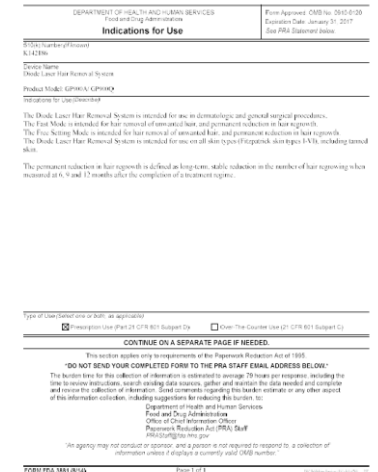 DEPARTMENT OF HEALTH AND HUMAN SERVICES
Food and Drug Administration
Indications for Use
Form Approved: OMB No. 0910-0120
Expiration Date: January 31, 2017
See PRA Statement below.
510(k) Number (if known)
Device Name
Diode Laser Hair Removal System
Product Model: GP900A/
Indications for Use (Describe)
The Diode Laser Hair Removal System is intended for use in dermatologic and general surgical procedures.
The Fast Mode is intended for hair removal of unwanted hair, and permanent reduction in hair regrowth.
The Free Setting Mode is intended for hair removal of unwanted hair, and permanent reduction in hair regrowth.
The Diode Laser Hair Removal System is intended for use on all skin types (Fitzpatrick skin types I-VI), including tanned
skin.
The permanent reduction in hair regrowth is defined as long-term, stable reduction in the number of hair regrowing when
measured at 6, 9 and 12 months after the completion of a treatment regime.
Type of Use (Select one or both, as applicable)
Prescription Use (Part 21 CFR 801 Subpart D)
Over-The-Counter Use (21 CFR 801 Subpart C)
CONTINUE ON A SEPARATE PAGE IF NEEDED.
This section applies only to requirements of the Paperwork Reduction Act of 1995.
*DO NOT SEND YOUR COMPLETED FORM TO THE PRA STAFF EMAIL ADDRESS BELOW.*
The burden time for this collection of information is estimated to average 79 hours per response, including the
time to review instructions, search existing data sources, gather and maintain the data needed and complete
and review the collection of information. Send comments regarding this burden estimate or any other aspect
of this information collection, including suggestions for reducing this burden, to:
Department of Health and Human Services
Food and Drug Administration
Office of Chief Information Officer
Paperwork Reduction Act (PRA) Staff
PRAStaff@fda.hhs.gov
"An agency may not conduct or sponsor, and a person is not required to respond to, a collection of
information unless it displays a currently valid OMB number."
FORM FDA 3881 (8/14)
Page 1 of 1